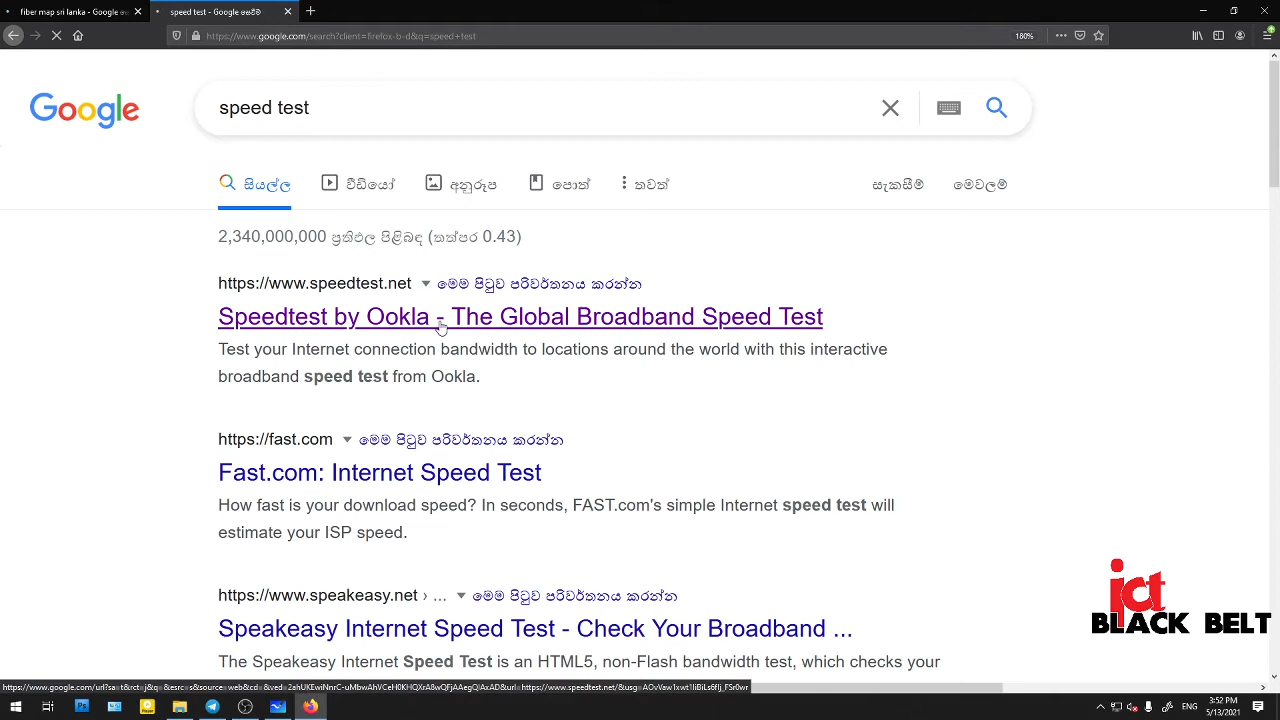 fiber map sri lanka - Google
speed test - Google සෙවීම
https://www.google.com/search?client=firefox-b-d&q=speed+test
180%
Google
speed test
සියල්ල
වීඩියෝ
අනුරූප
පොත්
තවත්
සැකසීම්
මෙවලම්
2,340,000,000 ප්‍රතිඵල පිළිබඳ (තත්පර 0.43)
https://www.speedtest.net
මෙම පිටුව පරිවර්තනය කරන්න
Speedtest by Ookla - The Global Broadband Speed Test
Test your Internet connection bandwidth to locations around the world with this interactive
broadband speed test from Ookla.
https://fast.com
මෙම පිටුව පරිවර්තනය කරන්න
Fast.com: Internet Speed Test
How fast is your download speed? In seconds, FAST.com's simple Internet speed test will
estimate your ISP speed.
https://www.speakeasy.net › ...
මෙම පිටුව පරිවර්තනය කරන්න
Speakeasy Internet Speed Test - Check Your Broadband ...
The Speakeasy Internet Speed Test is an HTML5, non-Flash bandwidth test, which checks your
ict
BLACK BELT
ENG
3:52 PM
5/13/2021